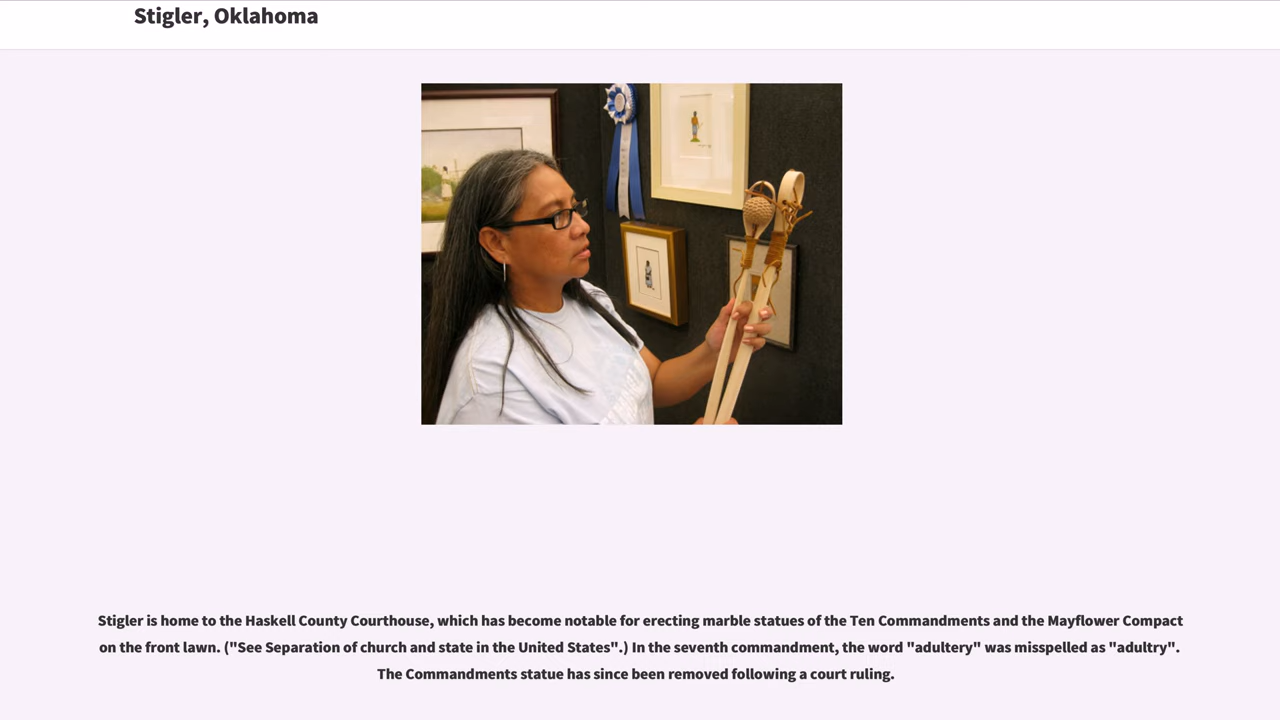 Stigler, Oklahoma
Stigler is home to the Haskell County Courthouse, which has become notable for erecting marble statues of the Ten Commandments and the Mayflower Compact
on the front lawn. ("See Separation of church and state in the United States".) In the seventh commandment, the word "adultery" was misspelled as "adultry".
The Commandments statue has since been removed following a court ruling.